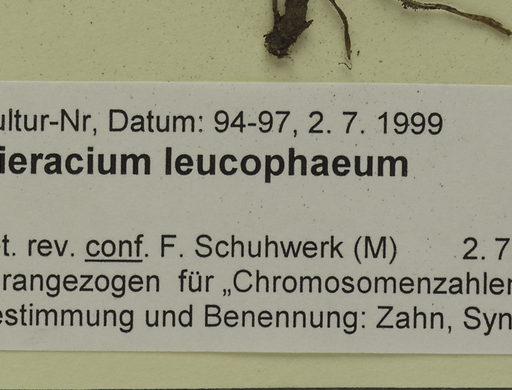 ultur-Nr, Datum: 94-97, 2. 7. 1999
ieracium leucophaeum
t. rev. conf. F. Schuhwerk (M) 2. 7
rangezogen für „Chromosomenzahlen
estimmung und Benennung: Zahn, Syn